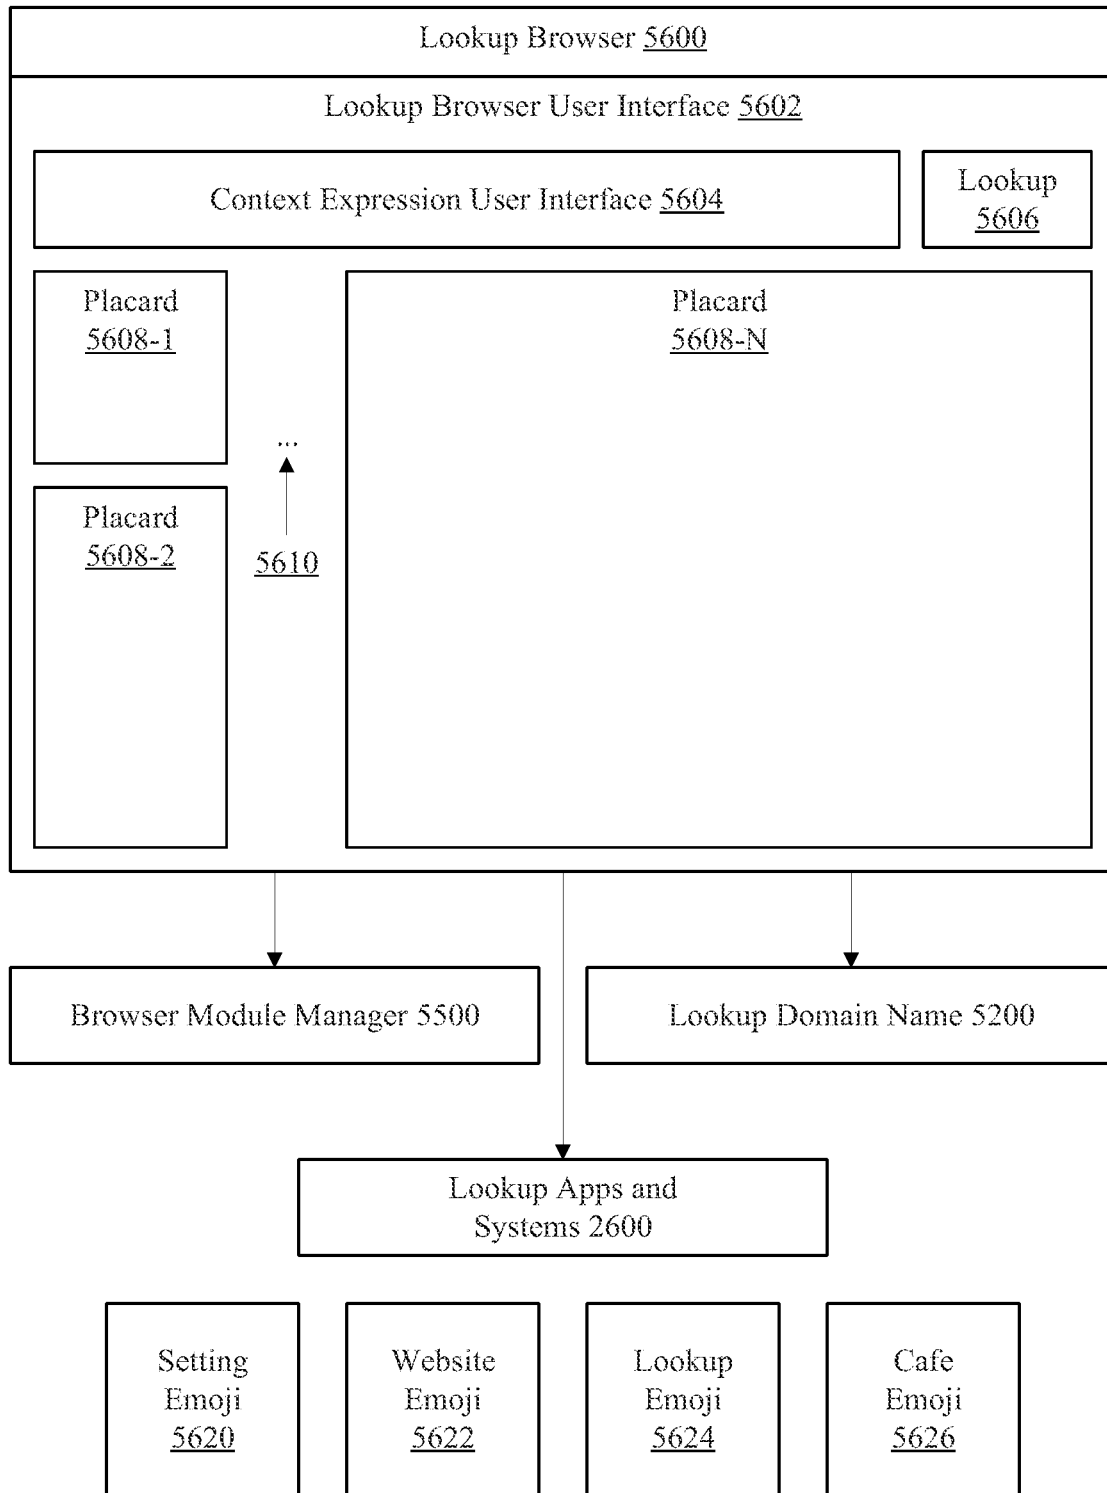 Lookup Browser 5600
Lookup Browser User Interface 5602
Context Expression User Interface 5604
Lookup
5606
Placard
5608-1
Placard
5608-N
...
Placard
5608-2
5610
Browser Module Manager 5500
Lookup Domain Name 5200
Lookup Apps and
Systems 2600
Setting
Emoji
5620
Website
Emoji
5622
Lookup
Emoji
5624
Cafe
Emoji
5626